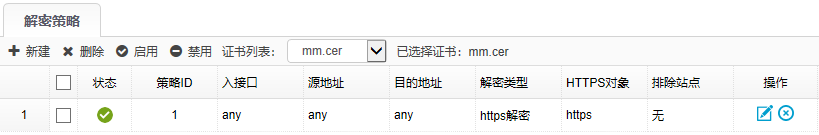 解密策略
新建 删除 启用 禁用 证书列表： mm.cer 已选择证书：mm.cer
状态 策略ID 入接口 源地址 目的地址 解密类型 HTTPS对象 排除站点 操作
1 1 any any any https解密 https 无